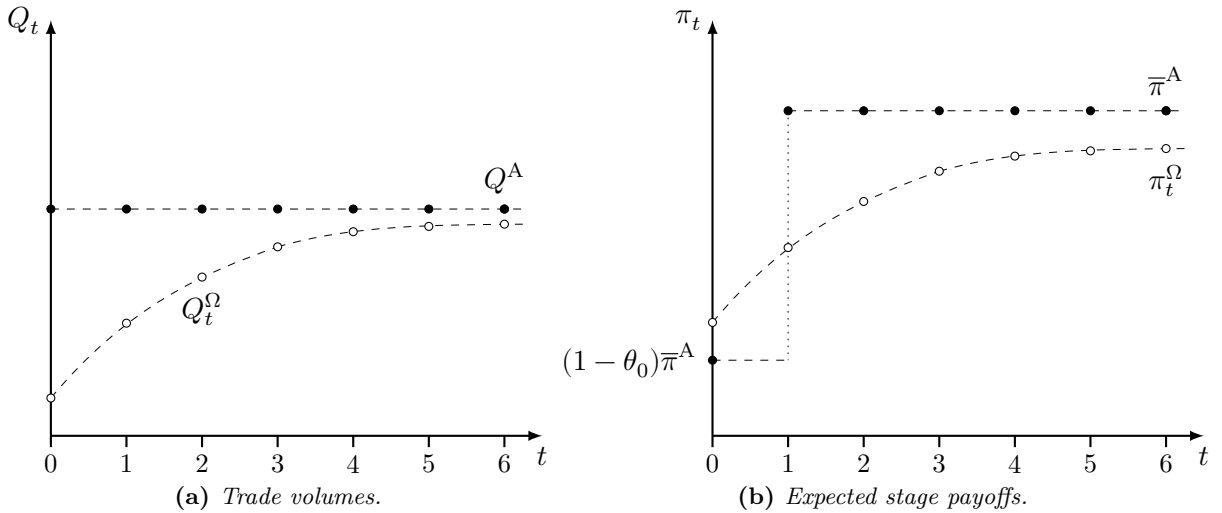 Q_t
Q^A
Q_t^Ω
0 1 2 3 4 5 6 t
(a) Trade volumes.
π_t
π̅^A
π_t^Ω
(1 − θ_0)π̅^A
0 1 2 3 4 5 6 t
(b) Expected stage payoffs.